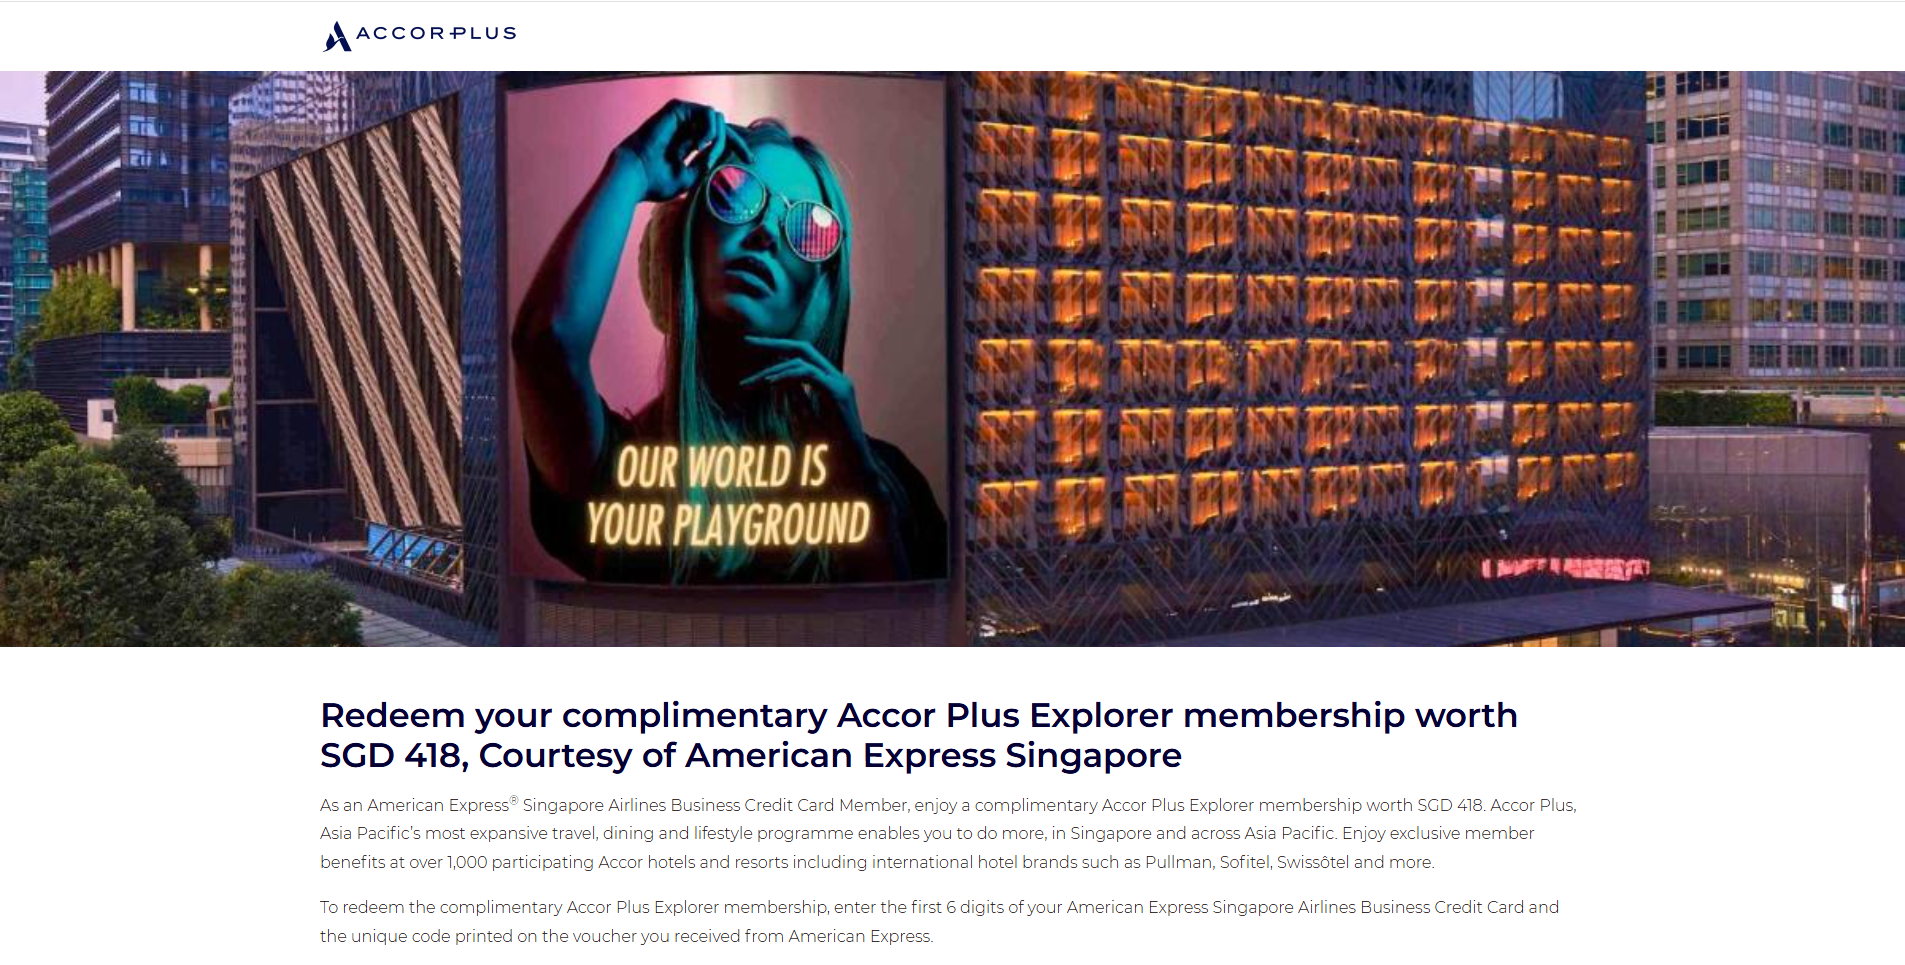 ACCOR PLUS
OUR WORLD IS
YOUR PLAYGROUND
Redeem your complimentary Accor Plus Explorer membership worth
SGD 418, Courtesy of American Express Singapore
As an American Express® Singapore Airlines Business Credit Card Member, enjoy a complimentary Accor Plus Explorer membership worth SGD 418. Accor Plus,
Asia Pacific’s most expansive travel, dining and lifestyle programme enables you to do more, in Singapore and across Asia Pacific. Enjoy exclusive member
benefits at over 1,000 participating Accor hotels and resorts including international hotel brands such as Pullman, Sofitel, Swissôtel and more.
To redeem the complimentary Accor Plus Explorer membership, enter the first 6 digits of your American Express Singapore Airlines Business Credit Card and
the unique code printed on the voucher you received from American Express.